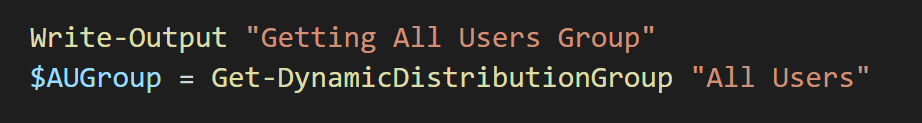 Write-Output "Getting All Users Group"
$AUGroup = Get-DynamicDistributionGroup "All Users"